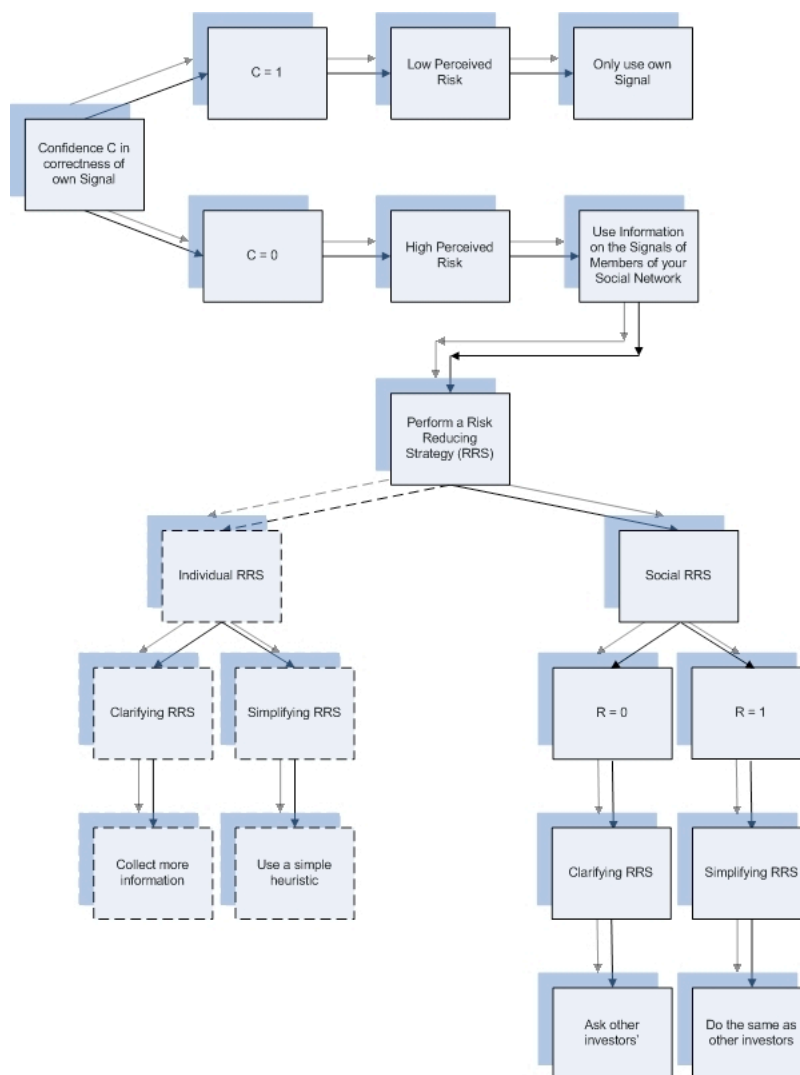 C = 1
Low Perceived
Risk
Only use own
Signal
Confidence C in
correctness of
own Signal
C = 0
High Perceived
Risk
Use Information
on the Signals of
Members of your
Social Network
Perform a Risk
Reducing
Strategy (RRS)
Individual RRS
Social RRS
Clarifying RRS
Simplifying RRS
R = 0
R = 1
Collect more
information
Use a simple
heuristic
Clarifying RRS
Simplifying RRS
Ask other
investors'
Do the same as
other investors